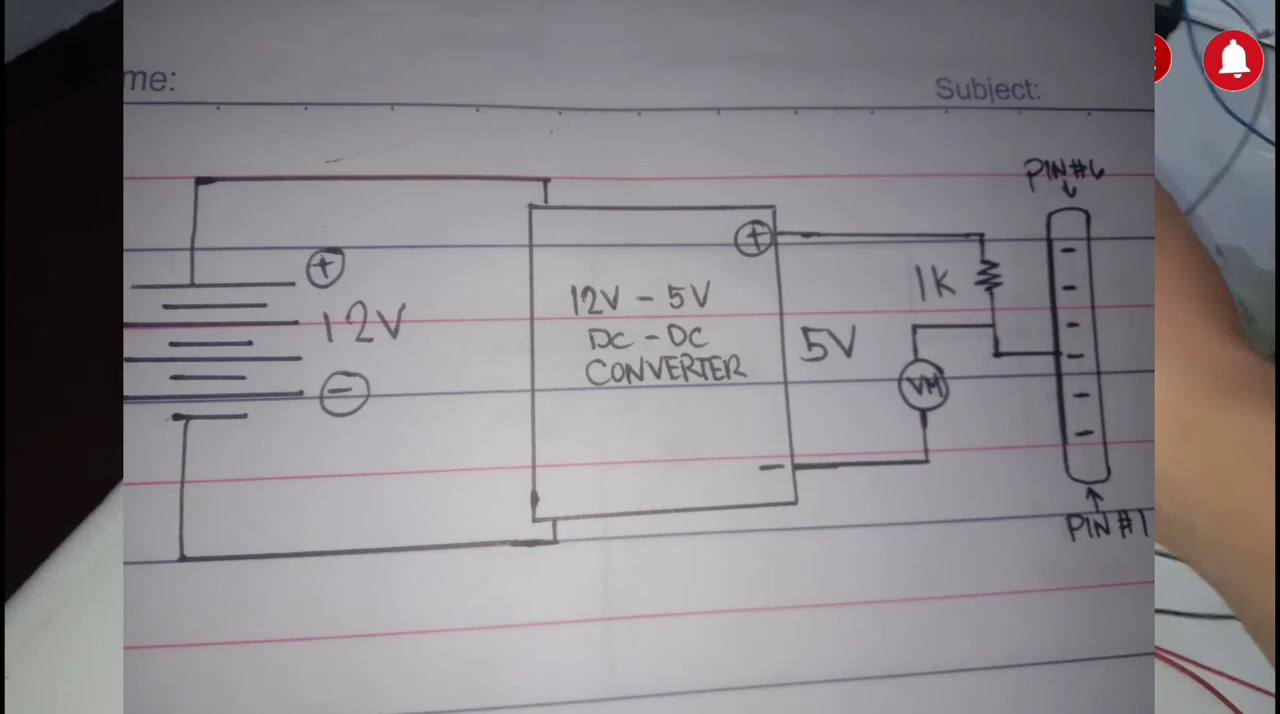 me:
Subject:
PIN #6
+
+
1K
12V - 5V
12V
DC - DC
5V
CONVERTER
VM
-
-
PIN #1